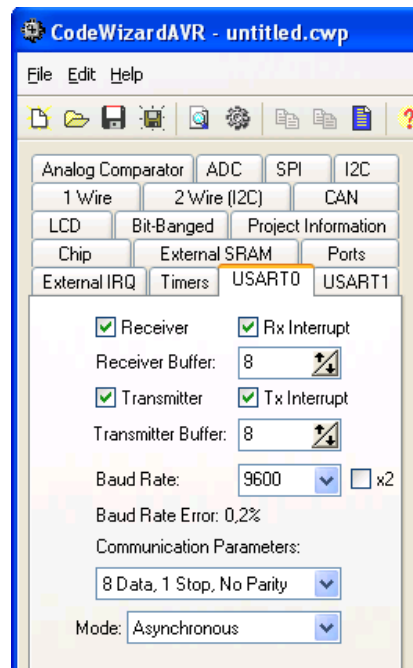 CodeWizardAVR - untitled.cwp
File Edit Help
?
Analog Comparator ADC SPI I2C
1 Wire 2 Wire (I2C) CAN
LCD Bit-Banged Project Information
Chip External SRAM Ports
External IRQ Timers USART0 USART1
Receiver Rx Interrupt
Receiver Buffer: 8
Transmitter Tx Interrupt
Transmitter Buffer: 8
Baud Rate: 9600 x2
Baud Rate Error: 0,2%
Communication Parameters:
8 Data, 1 Stop, No Parity
Mode: Asynchronous